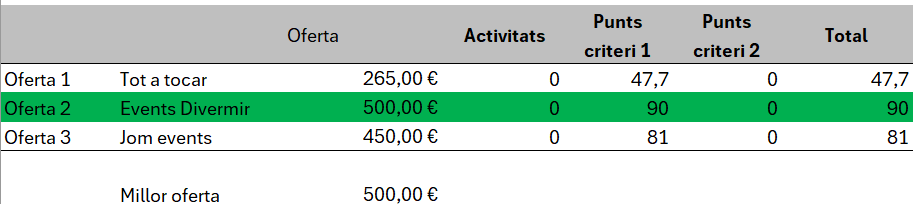 Oferta Activitats Punts criteri 1 Punts criteri 2 Total
Oferta 1 Tot a tocar 265,00 € 0 47,7 0 47,7
Oferta 2 Events Divermir 500,00 € 0 90 0 90
Oferta 3 Jom events 450,00 € 0 81 0 81
Millor oferta 500,00 €